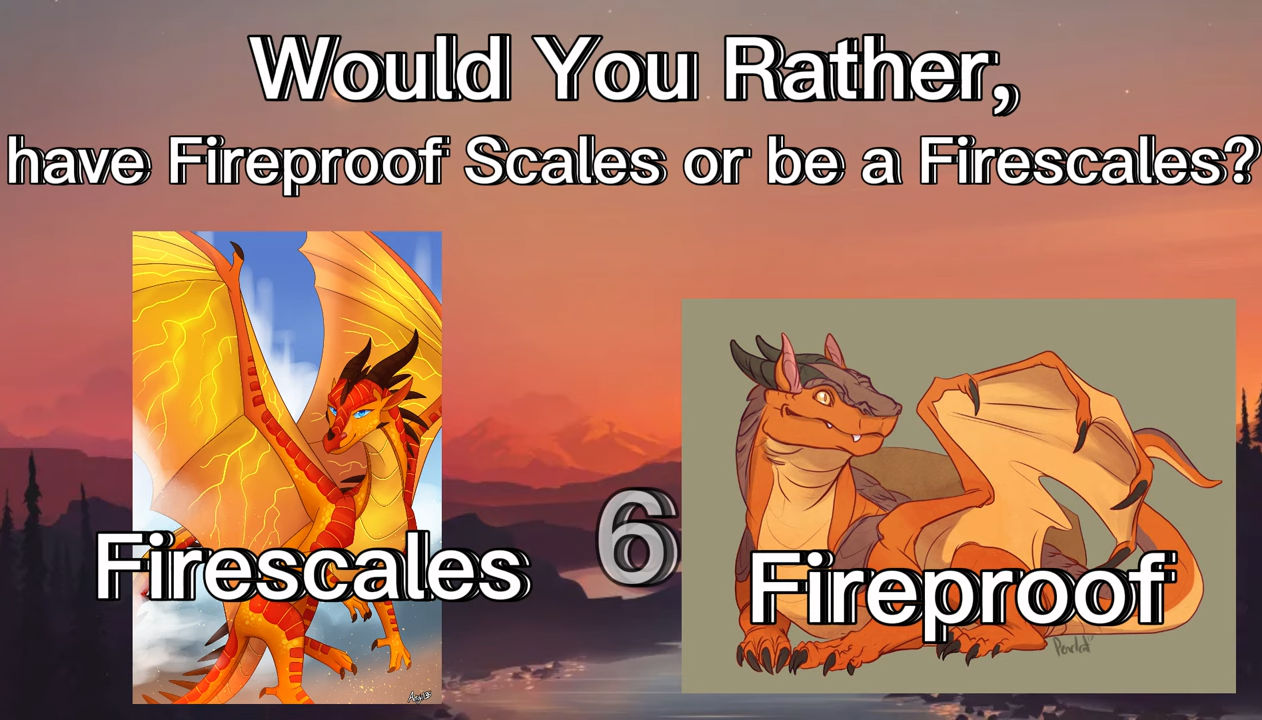 Would You Rather,
have Fireproof Scales or be a Firescales?
Firescales
6
Fireproof